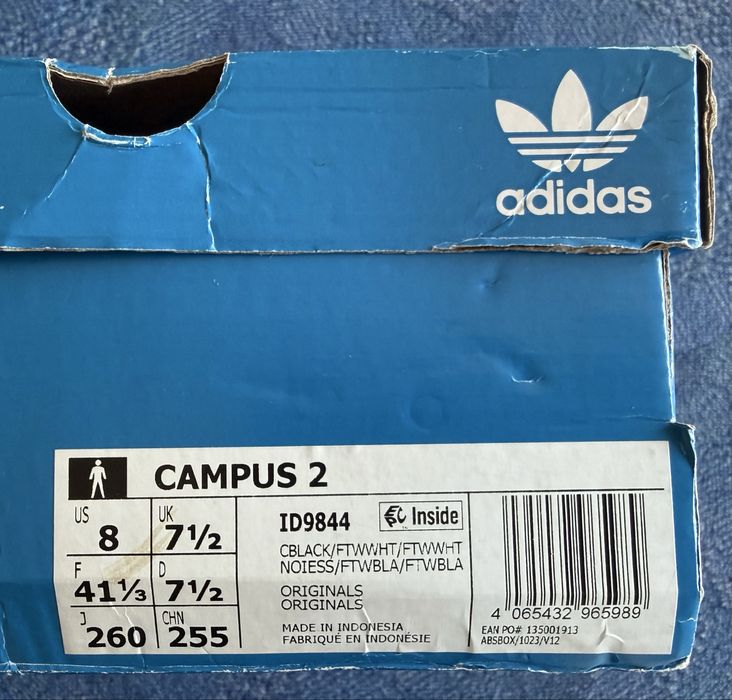 adidas
CAMPUS 2
US 8
UK 7½
F 41⅓
D 7½
J 260
CHN 255
ID9844
Inside
CBLACK/FTWWHT/FTWWHT
NOIESS/FTWBLA/FTWBLA
ORIGINALS
ORIGINALS
MADE IN INDONESIA
FABRIQUÉ EN INDONÉSIE
4 065432 965989
EAN PO# 135001913
ABSBOX/1023/V12